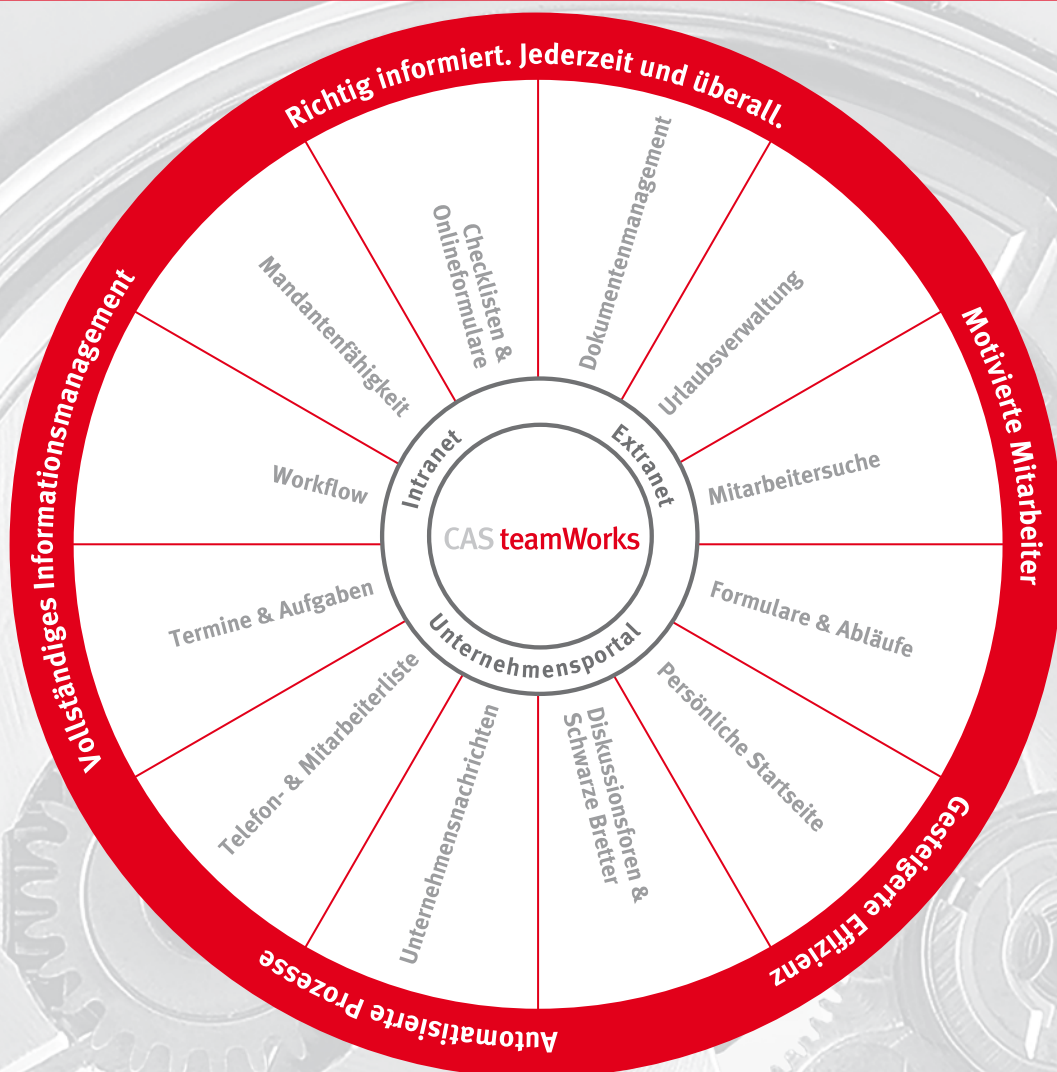 Richtig informiert. Jederzeit und überall.
Motivierte Mitarbeiter
Gesteigerte Effizienz
Automatisierte Prozesse
Vollständiges Informationsmanagement
Dokumentenmanagement
Urlaubsverwaltung
Mitarbeitersuche
Formulare & Abläufe
Persönliche Startseite
Diskussionsforen &
Schwarze Bretter
Unternehmensnachrichten
Telefon- & Mitarbeiterliste
Termine & Aufgaben
Workflow
Mandantenfähigkeit
Checklisten &
Onlineformulare
Intranet
Extranet
Unternehmensportal
CAS teamWorks